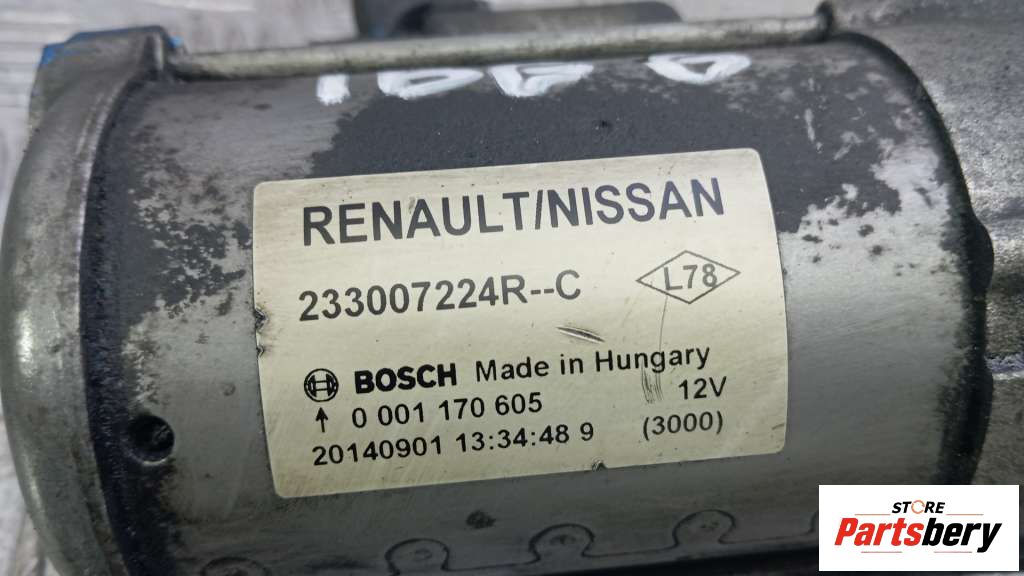 RENAULT/NISSAN
233007224R--C
L78
BOSCH Made in Hungary
0 001 170 605
12V
20140901 13:34:48 9
(3000)
STORE
Partsbery